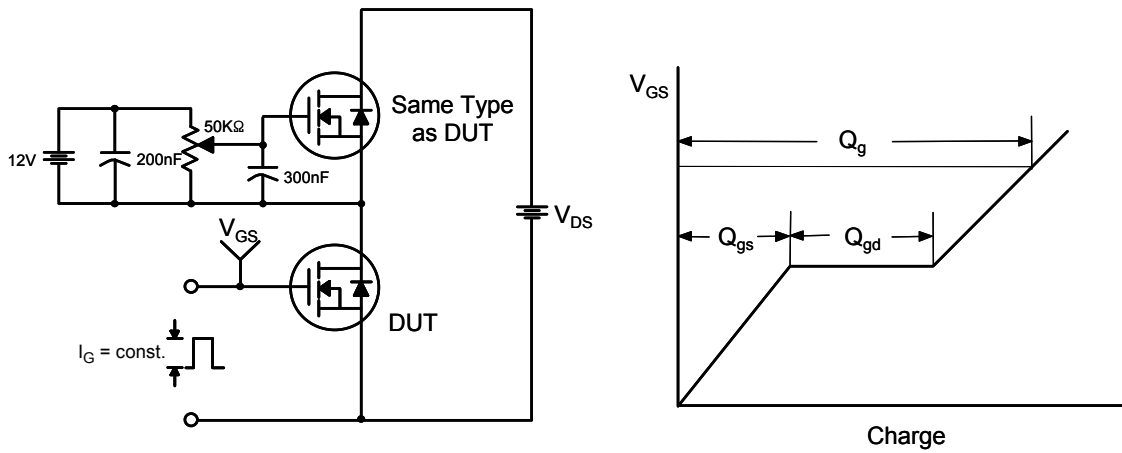 Same Type
as DUT
50KΩ
12V
200nF
300nF
V_GS
V_DS
DUT
I_G = const.
V_GS
Q_g
Q_gs
Q_gd
Charge